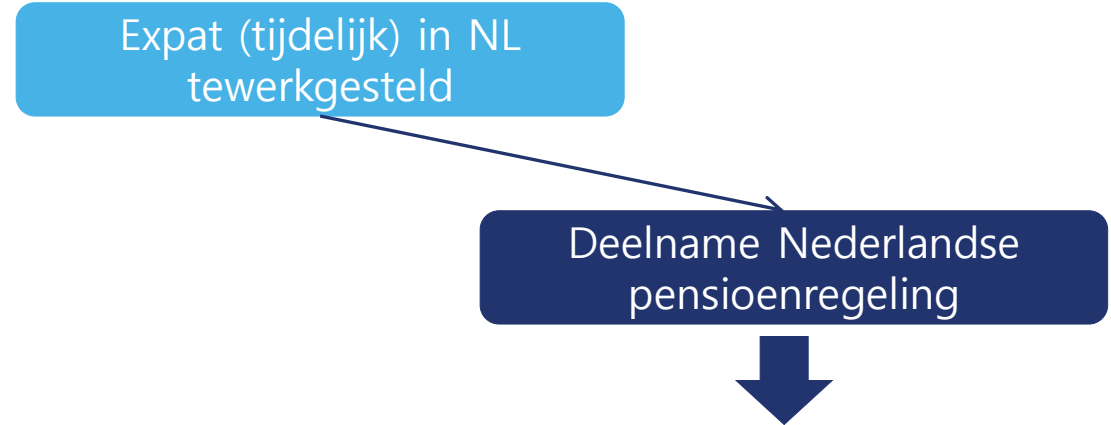 Expat (tijdelijk) in NL
tewerkgesteld
Deelname Nederlandse
pensioenregeling